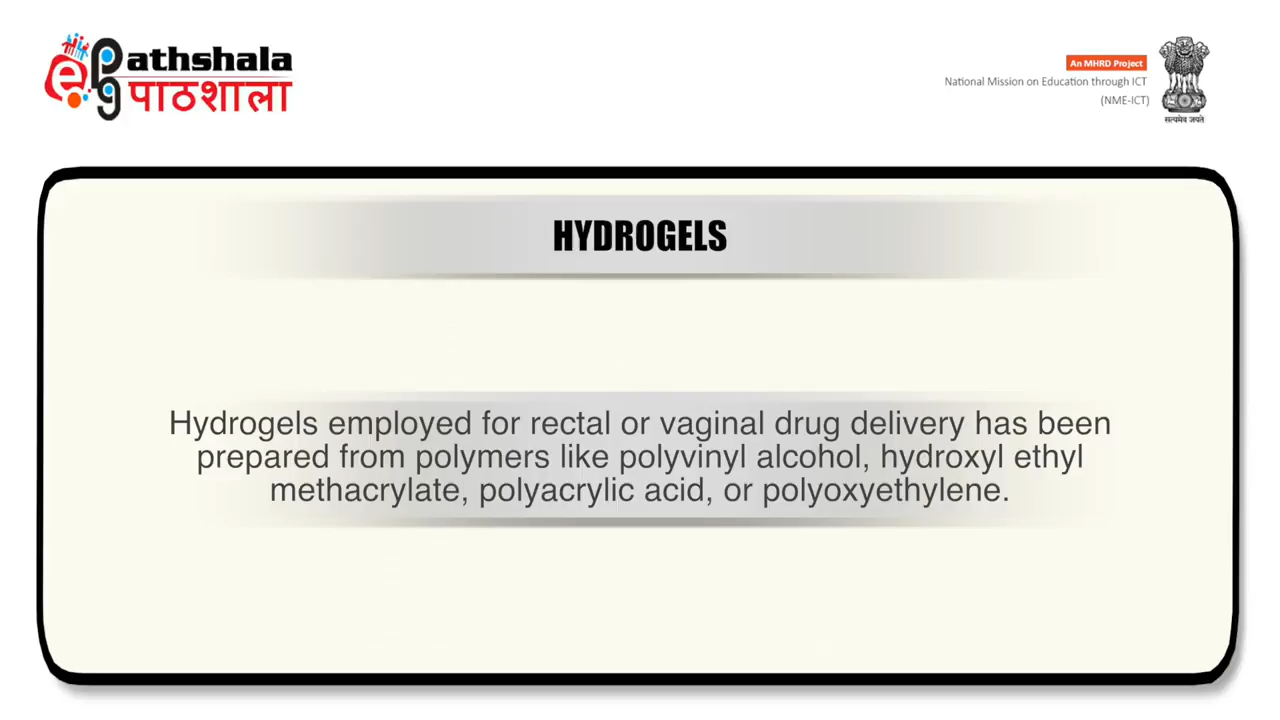 e pg Pathshala
पाठशाला
An MHRD Project
National Mission on Education through ICT
(NME-ICT)
सत्यमेव जयते
HYDROGELS
Hydrogels employed for rectal or vaginal drug delivery has been
prepared from polymers like polyvinyl alcohol, hydroxyl ethyl
methacrylate, polyacrylic acid, or polyoxyethylene.